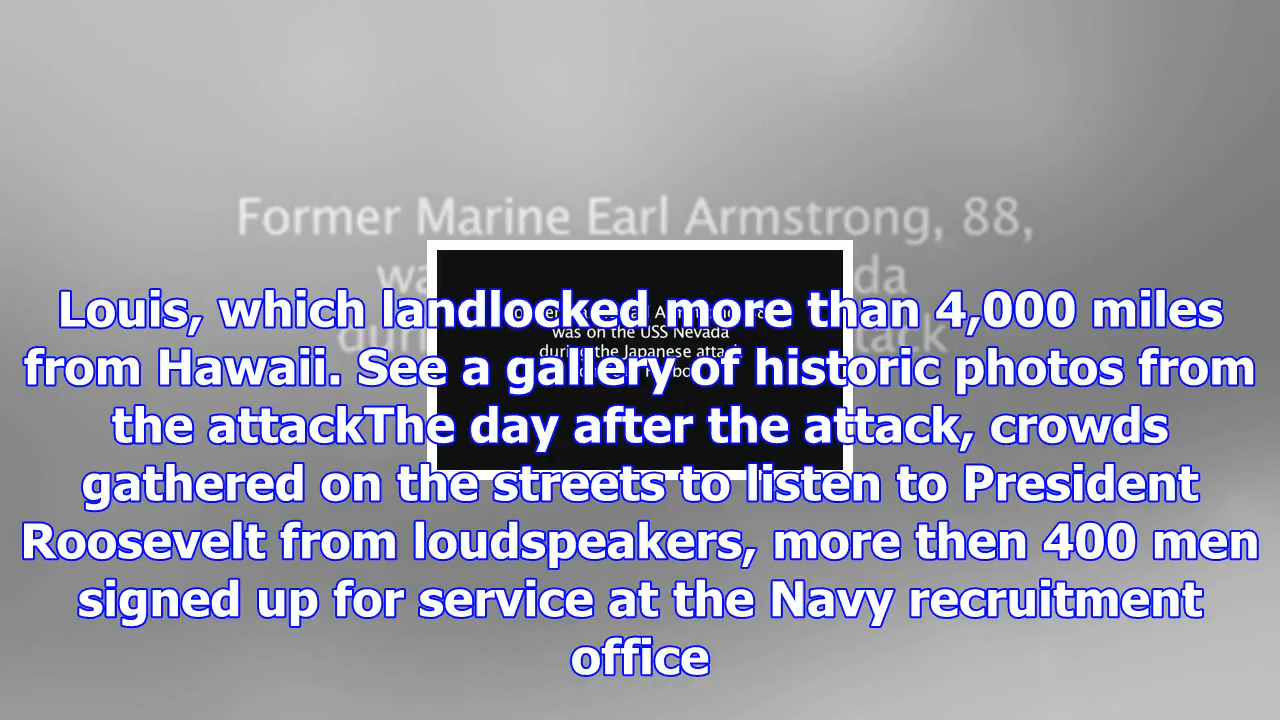 Former Marine Earl Armstrong, 88,
was on the USS Nevada
during the Japanese attack
Louis, which landlocked more than 4,000 miles
from Hawaii. See a gallery of historic photos from
the attackThe day after the attack, crowds
gathered on the streets to listen to President
Roosevelt from loudspeakers, more then 400 men
signed up for service at the Navy recruitment
office